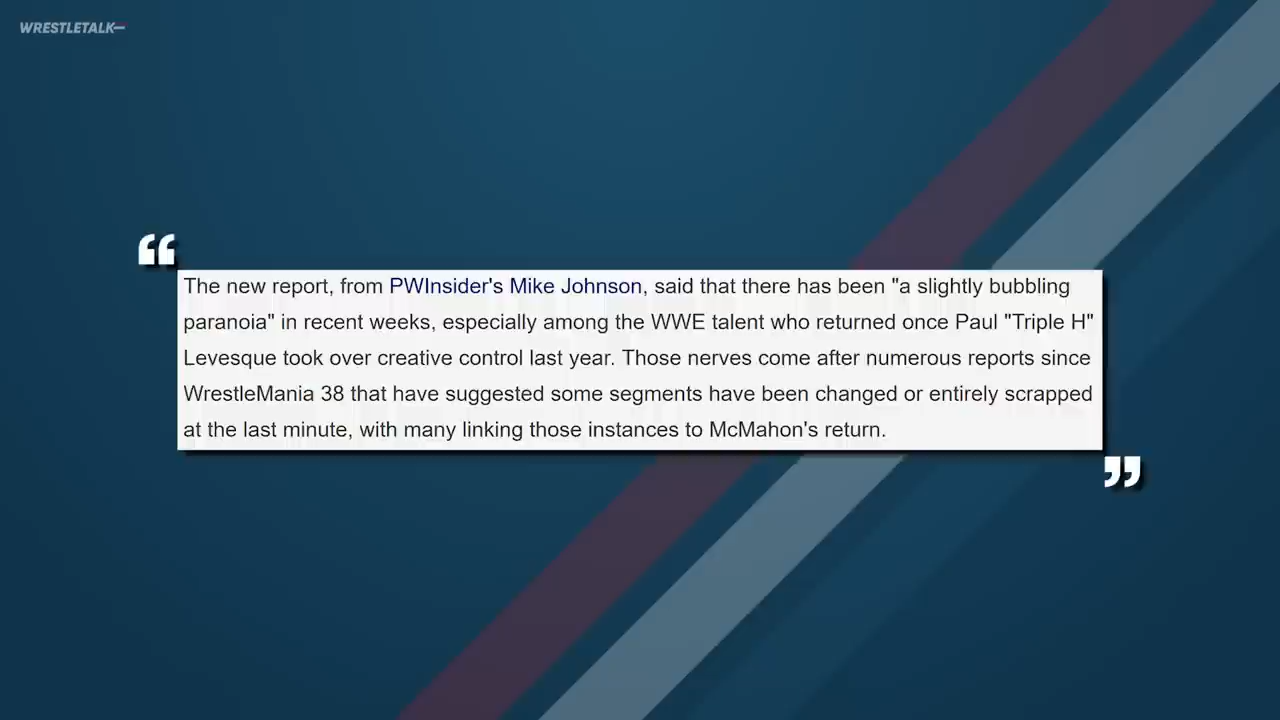 WRESTLETALK
“
The new report, from PWInsider's Mike Johnson, said that there has been "a slightly bubbling
paranoia" in recent weeks, especially among the WWE talent who returned once Paul "Triple H"
Levesque took over creative control last year. Those nerves come after numerous reports since
WrestleMania 38 that have suggested some segments have been changed or entirely scrapped
at the last minute, with many linking those instances to McMahon's return.
”